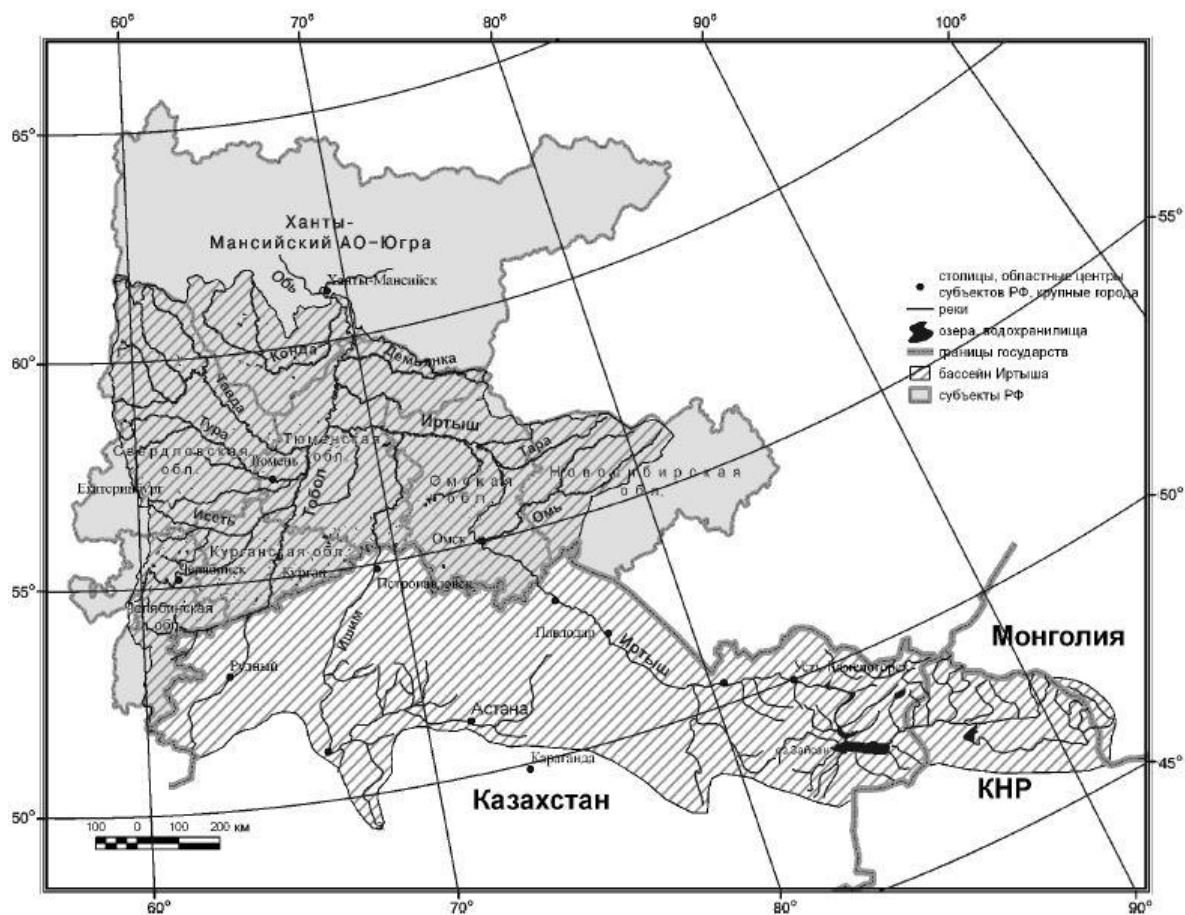 60°
70°
80°
90°
100°
65°
60°
55°
50°
55°
50°
45°
60°
70°
80°
90°
Ханты-
Мансийский АО-Югра
Обь
Ханты-Мансийск
Конда
Демьянка
Тавда
Тура
Иртыш
Тара
Свердловская
обл.
Тюменская
обл.
Тюмень
Тобол
Омская
обл.
Новосибирская
обл.
Омь
Екатеринбург
Исеть
Омск
Курганская обл.
Челябинск
Курган
Челябинская
обл.
Ишим
Павлодар
Иртыш
Рудный
Астана
Караганда
Усть-Каменогорск
оз. Зайсан
Казахстан
Монголия
КНР
столицы, областные центры
субъектов РФ, крупные города
реки
озера, водохранилища
границы государств
бассейн Иртыша
субъекты РФ
100 0 100 200 км